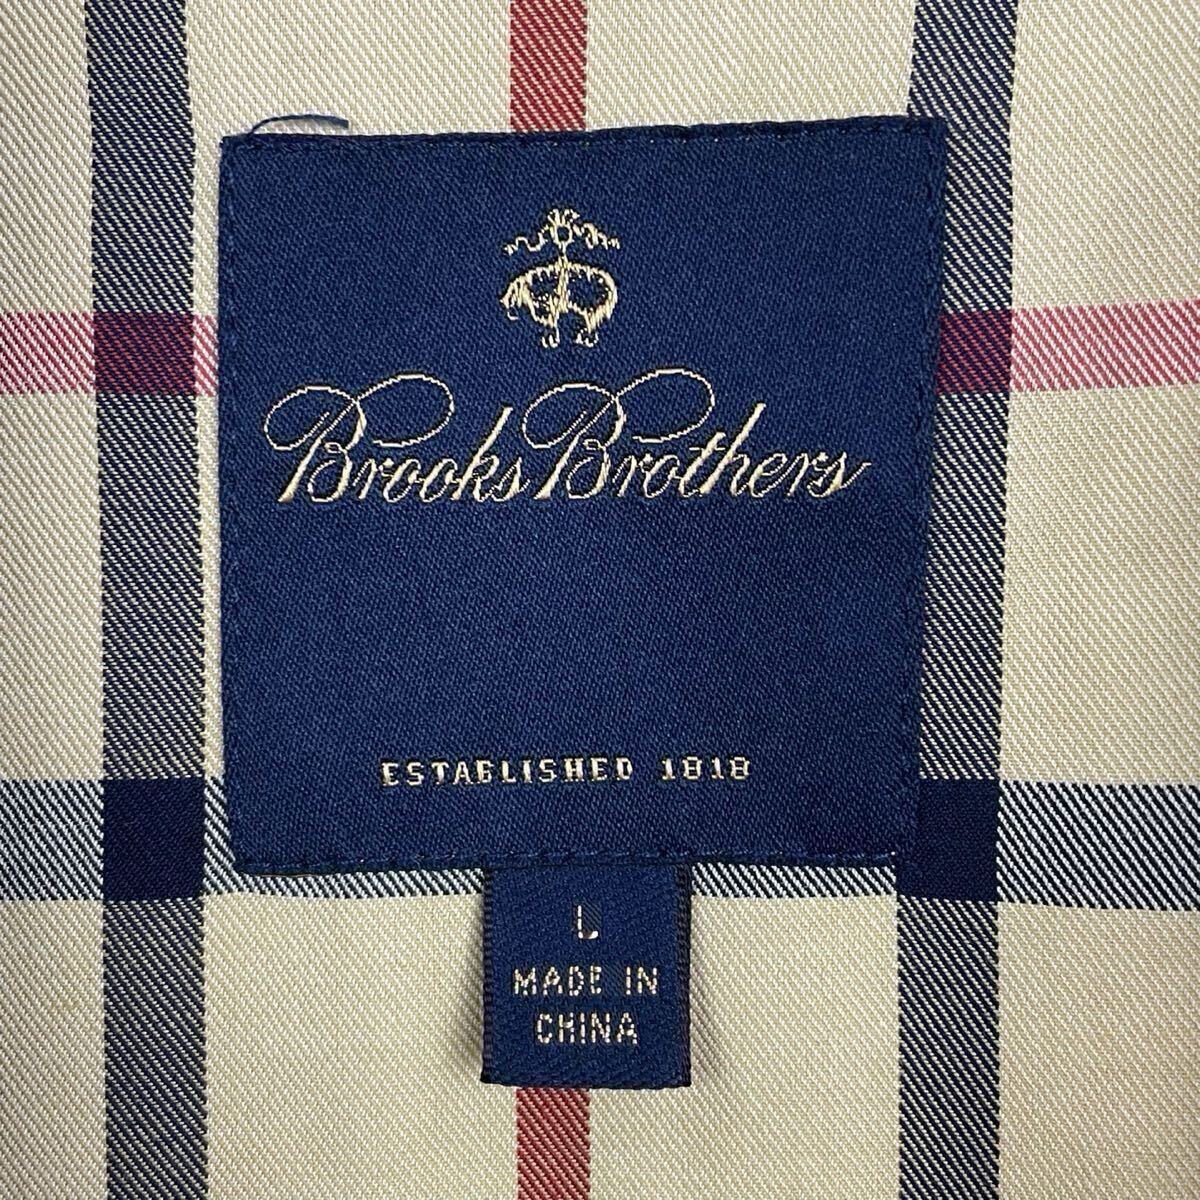 Brooks Brothers
ESTABLISHED 1818
L
MADE IN
CHINA